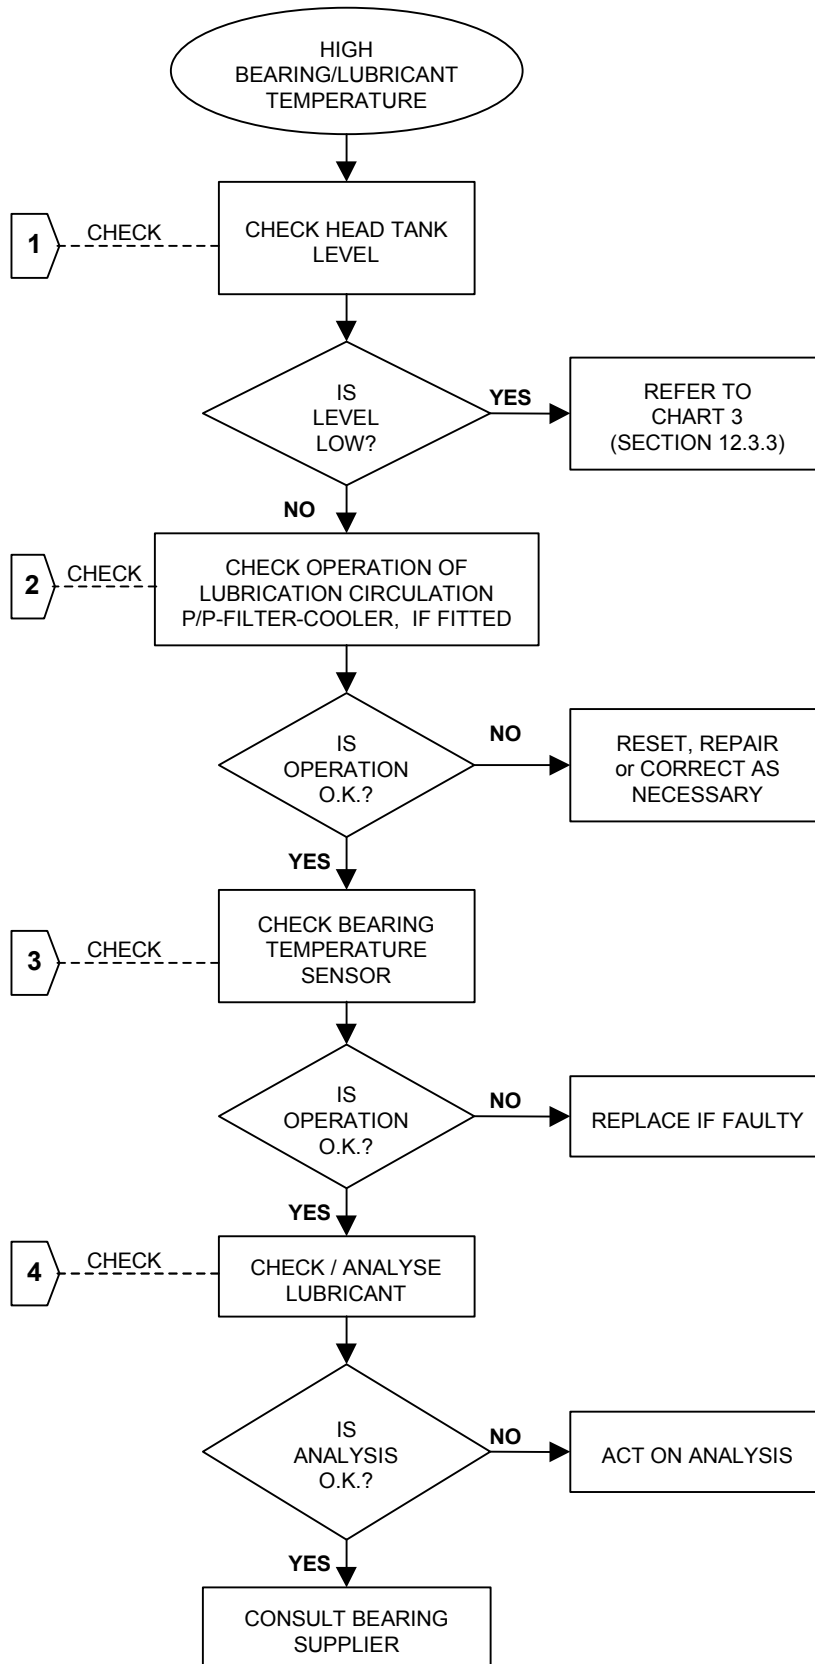 HIGH
BEARING/LUBRICANT
TEMPERATURE
1
CHECK
CHECK HEAD TANK
LEVEL
IS
LEVEL
LOW?
YES
REFER TO
CHART 3
(SECTION 12.3.3)
NO
2
CHECK
CHECK OPERATION OF
LUBRICATION CIRCULATION
P/P-FILTER-COOLER, IF FITTED
IS
OPERATION
O.K.?
NO
RESET, REPAIR
or CORRECT AS
NECESSARY
YES
3
CHECK
CHECK BEARING
TEMPERATURE
SENSOR
IS
OPERATION
O.K.?
NO
REPLACE IF FAULTY
YES
4
CHECK
CHECK / ANALYSE
LUBRICANT
IS
ANALYSIS
O.K.?
NO
ACT ON ANALYSIS
YES
CONSULT BEARING
SUPPLIER